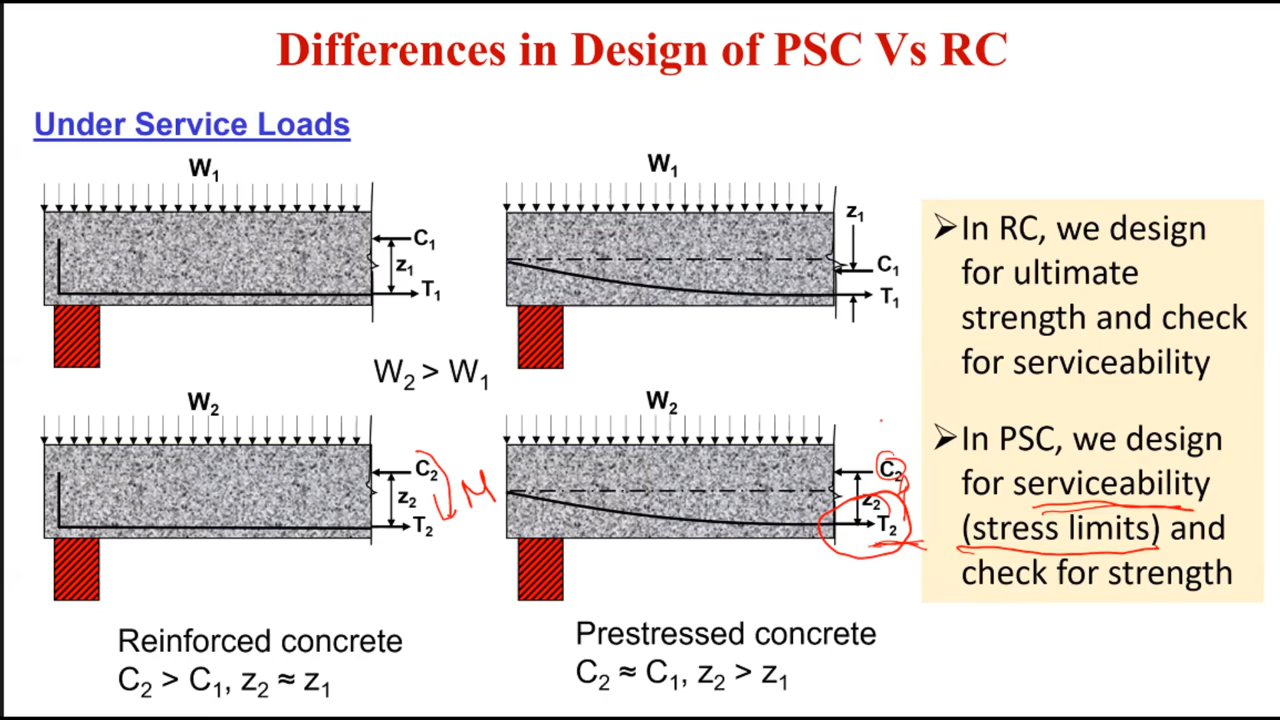 Differences in Design of PSC Vs RC
Under Service Loads
W₁
W₁
C₁
z₁
T₁
z₁
C₁
T₁
➢In RC, we design
for ultimate
strength and check
for serviceability
W₂ > W₁
W₂
W₂
C₂
z₂
T₂
M
C₂
z₂
T₂
➢In PSC, we design
for serviceability
(stress limits) and
check for strength
Reinforced concrete
C₂ > C₁, z₂ ≈ z₁
Prestressed concrete
C₂ ≈ C₁, z₂ > z₁